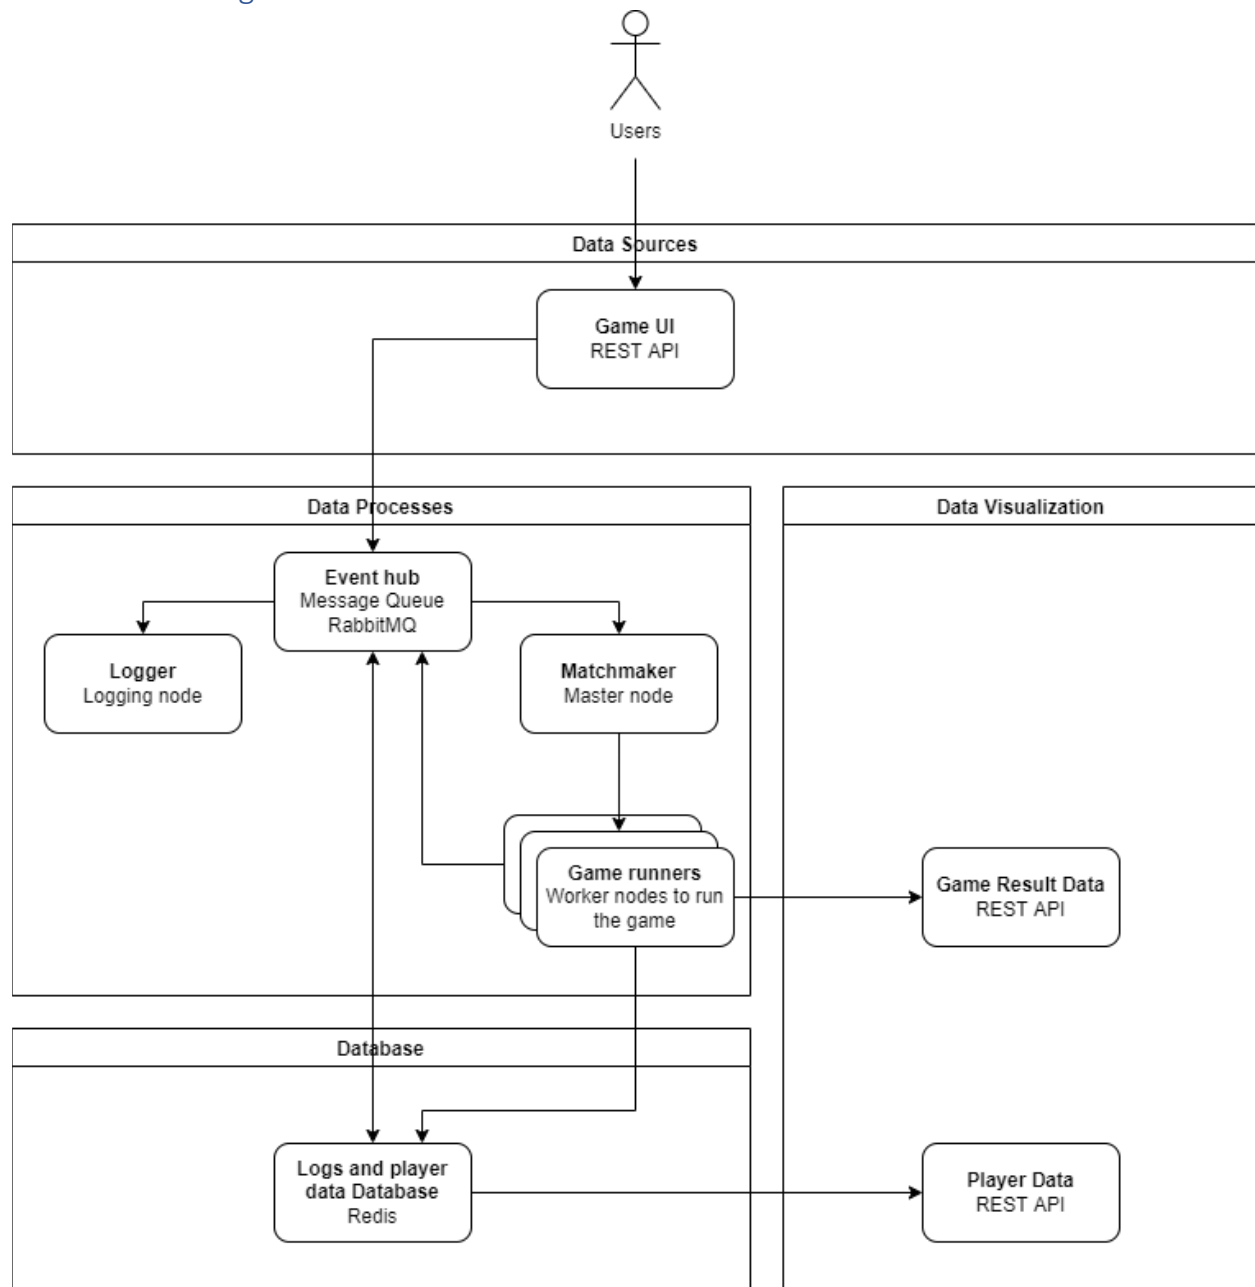 Users
Data Sources
Game UI
REST API
Data Processes
Data Visualization
Event hub
Message Queue
RabbitMQ
Logger
Logging node
Matchmaker
Master node
Game runners
Worker nodes to run
the game
Game Result Data
REST API
Database
Logs and player
data Database
Redis
Player Data
REST API